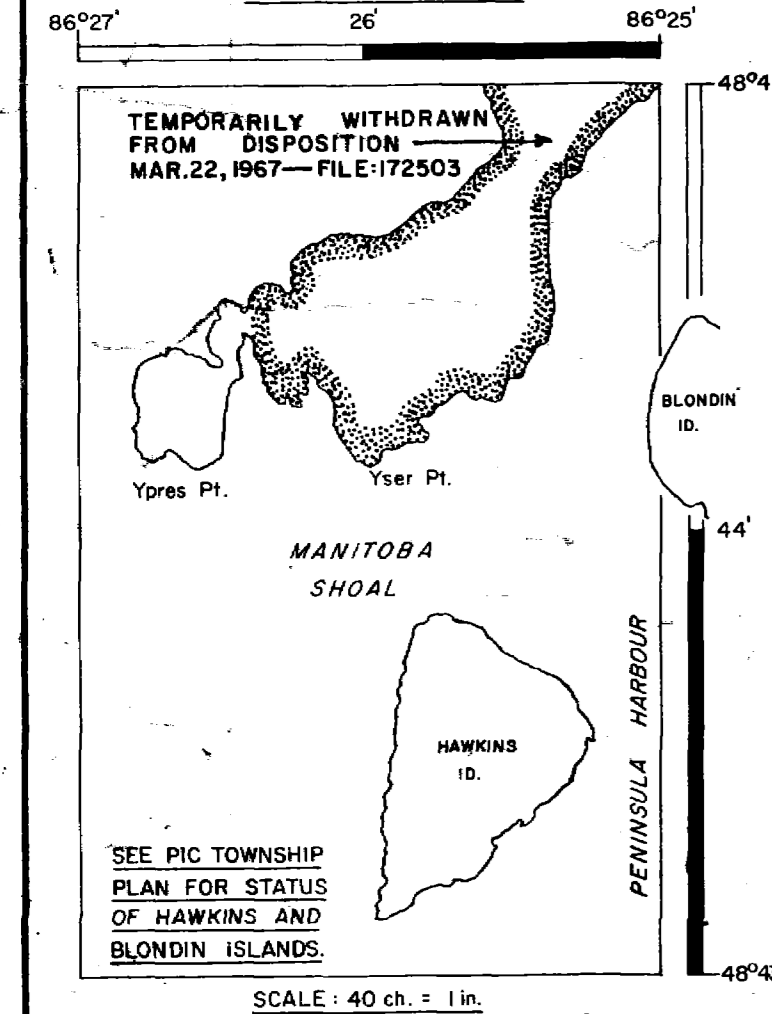 86°27' 26' 86°25'
48°4
TEMPORARILY WITHDRAWN
FROM DISPOSITION
MAR.22, 1967—FILE:172503
BLONDIN
ID.
Ypres Pt.
Yser Pt.
44'
MANITOBA
SHOAL
PENINSULA HARBOUR
HAWKINS
ID.
SEE PIC TOWNSHIP
PLAN FOR STATUS
OF HAWKINS AND
BLONDIN ISLANDS.
48°43
SCALE : 40 ch. = 1 in.